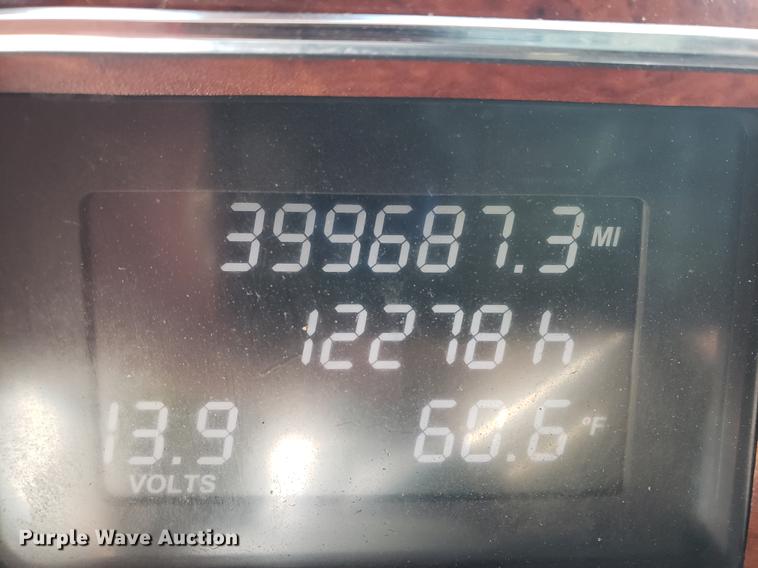 399687.3 MI
12278 h
13.9 60.6 °F
VOLTS
Purple Wave Auction